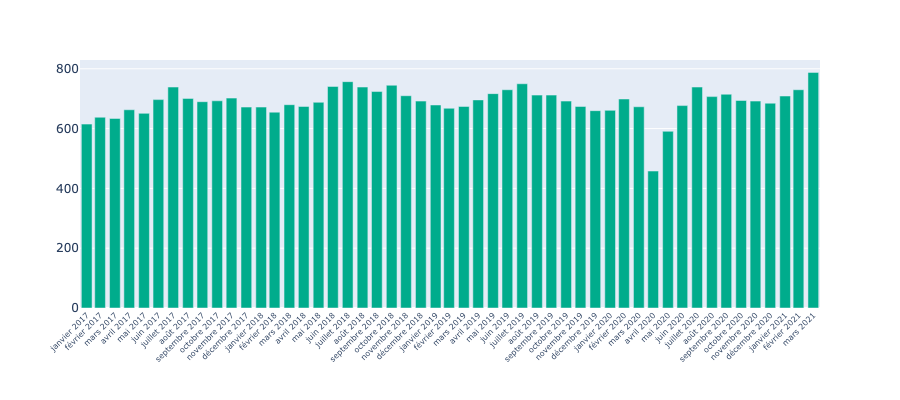 800
600
400
200
0
janvier 2017
février 2017
mars 2017
avril 2017
mai 2017
juin 2017
juillet 2017
août 2017
septembre 2017
octobre 2017
novembre 2017
décembre 2017
janvier 2018
février 2018
mars 2018
avril 2018
mai 2018
juin 2018
juillet 2018
août 2018
septembre 2018
octobre 2018
novembre 2018
décembre 2018
janvier 2019
février 2019
mars 2019
avril 2019
mai 2019
juin 2019
juillet 2019
août 2019
septembre 2019
octobre 2019
novembre 2019
décembre 2019
janvier 2020
février 2020
mars 2020
avril 2020
mai 2020
juin 2020
juillet 2020
août 2020
septembre 2020
octobre 2020
novembre 2020
décembre 2020
janvier 2021
février 2021
mars 2021